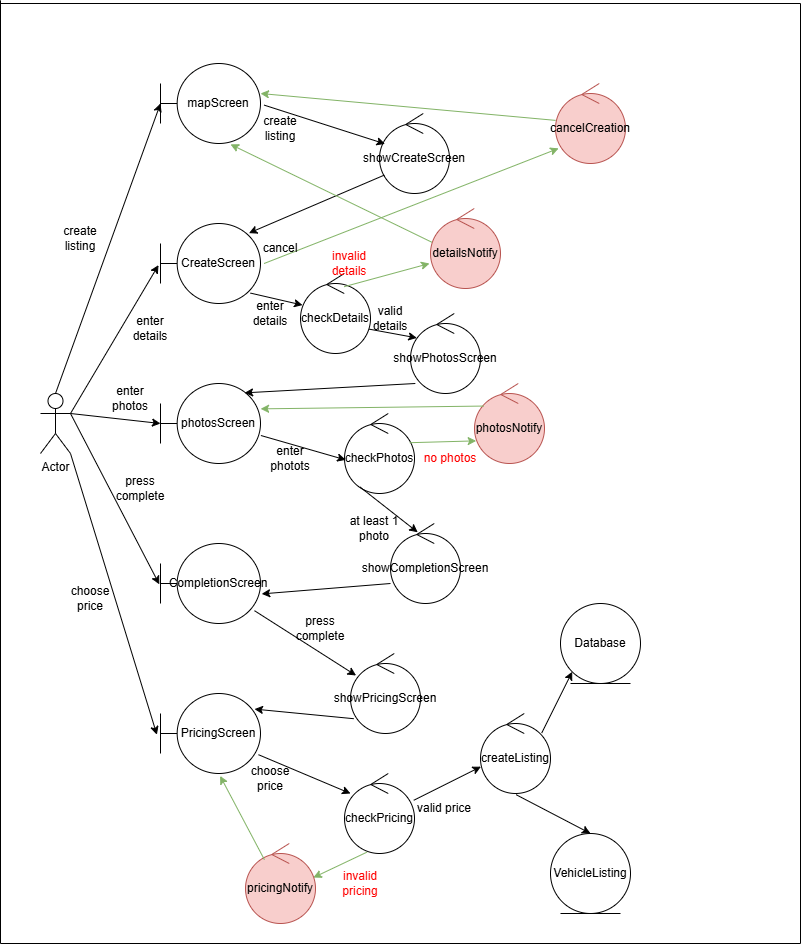 mapScreen
create
listing
cancelCreation
showCreateScreen
create
listing
CreateScreen
cancel
invalid
details
detailsNotify
enter
details
checkDetails
valid
details
enter
details
showPhotosScreen
enter
photos
photosScreen
photosNotify
enter
photots
checkPhotos
no photos
Actor
press
complete
at least 1
photo
CompletionScreen
showCompletionScreen
choose
price
press
complete
Database
showPricingScreen
PricingScreen
createListing
choose
price
checkPricing
valid price
invalid
pricing
pricingNotify
VehicleListing